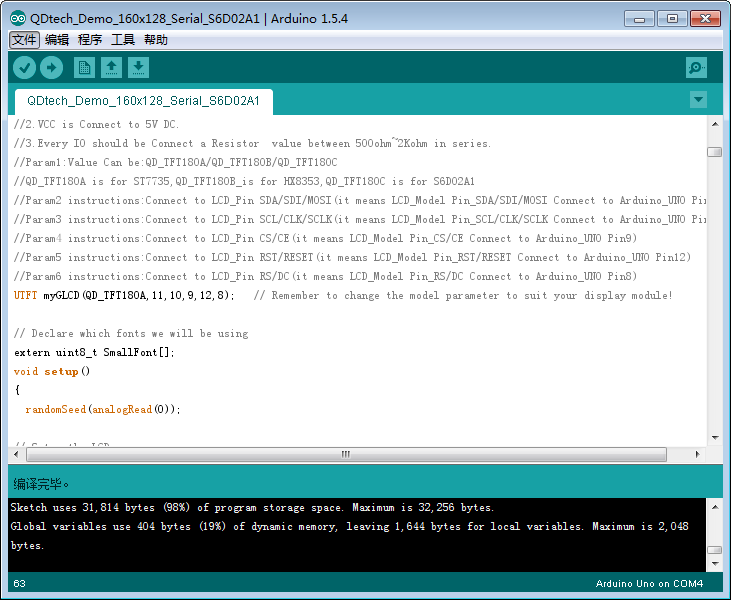 QDtech_Demo_160x128_Serial_S6D02A1 | Arduino 1.5.4
文件 编辑 程序 工具 帮助
QDtech_Demo_160x128_Serial_S6D02A1
//2.VCC is Connect to 5V DC.
//3.Every IO should be Connect a Resistor  value between 500ohm~2Kohm in series.
//Param1:Value Can be:QD_TFT180A/QD_TFT180B/QD_TFT180C
//QD_TFT180A is for ST7735,QD_TFT180B is for HX8353,QD_TFT180C is for S6D02A1
//Param2 instructions:Connect to LCD_Pin SDA/SDI/MOSI(it means LCD_Model Pin_SDA/SDI/MOSI Connect to Arduino_UNO Pin
//Param3 instructions:Connect to LCD_Pin SCL/CLK/SCLK(it means LCD_Model Pin_SCL/CLK/SCLK Connect to Arduino_UNO Pin
//Param4 instructions:Connect to LCD_Pin CS/CE(it means LCD_Model Pin_CS/CE Connect to Arduino_UNO Pin9)
//Param5 instructions:Connect to LCD_Pin RST/RESET(it means LCD_Model Pin_RST/RESET Connect to Arduino_UNO Pin12)
//Param6 instructions:Connect to LCD_Pin RS/DC(it means LCD_Model Pin_RS/DC Connect to Arduino_UNO Pin8)
UTFT myGLCD(QD_TFT180A,11,10,9,12,8);   // Remember to change the model parameter to suit your display module!
// Declare which fonts we will be using
extern uint8_t SmallFont[];
void setup()
{
randomSeed(analogRead(0));
编译完毕。
Sketch uses 31,814 bytes (98%) of program storage space. Maximum is 32,256 bytes.
Global variables use 404 bytes (19%) of dynamic memory, leaving 1,644 bytes for local variables. Maximum is 2,048
bytes.
63
Arduino Uno on COM4